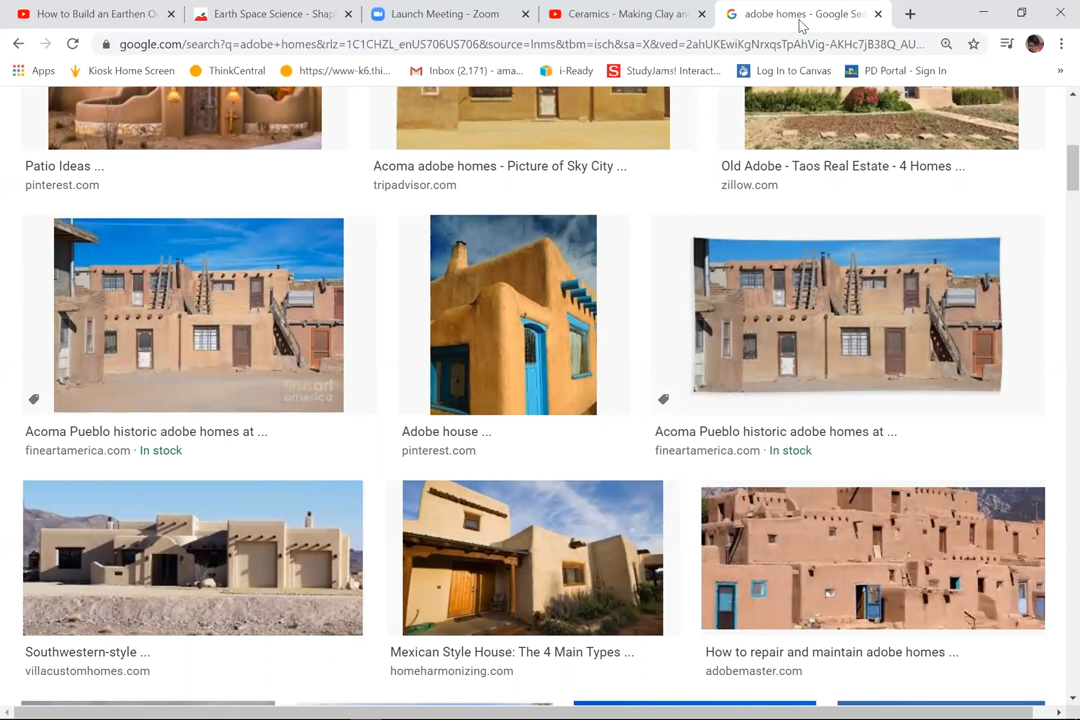 How to Build an Earthen O
Earth Space Science - Shap
Launch Meeting - Zoom
Ceramics - Making Clay an
adobe homes - Google Sea
google.com/search?q=adobe+homes&rlz=1C1CHZL_enUS706US706&source=lnms&tbm=isch&sa=X&ved=2ahUKEwiKgNrxqsTpAhVig-AKHc7jB38Q_AU...
Apps
Kiosk Home Screen
ThinkCentral
https://www-k6.thi...
Inbox (2,171) - ama...
i-Ready
StudyJams! Interact...
Log In to Canvas
PD Portal - Sign In
»
Patio Ideas ...
pinterest.com
Acoma adobe homes - Picture of Sky City ...
tripadvisor.com
Old Adobe - Taos Real Estate - 4 Homes ...
zillow.com
fineart
america
Acoma Pueblo historic adobe homes at ...
fineartamerica.com · In stock
Adobe house ...
pinterest.com
Acoma Pueblo historic adobe homes at ...
fineartamerica.com · In stock
Southwestern-style ...
villacustomhomes.com
Mexican Style House: The 4 Main Types ...
homeharmonizing.com
How to repair and maintain adobe homes ...
adobemaster.com